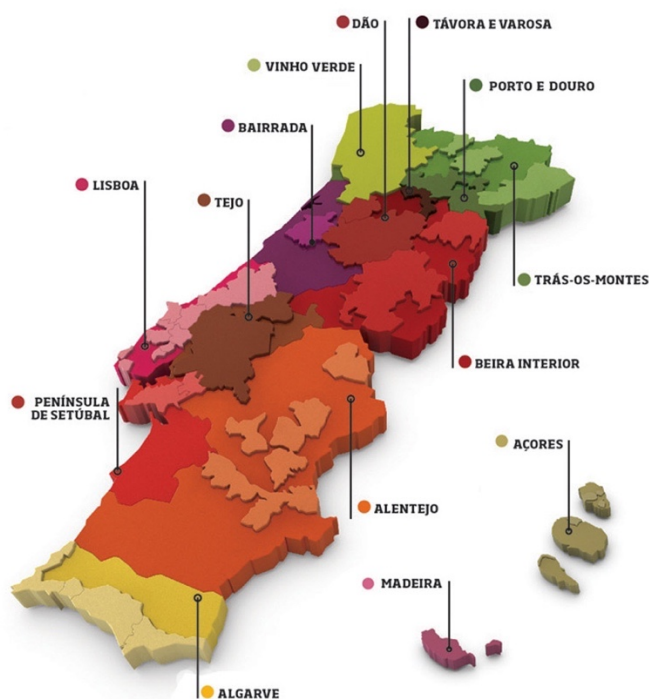 DÃO
TÁVORA E VAROSA
VINHO VERDE
PORTO E DOURO
BAIRRADA
LISBOA
TEJO
TRÁS-OS-MONTES
BEIRA INTERIOR
PENÍNSULA
DE SETÚBAL
AÇORES
ALENTEJO
MADEIRA
ALGARVE